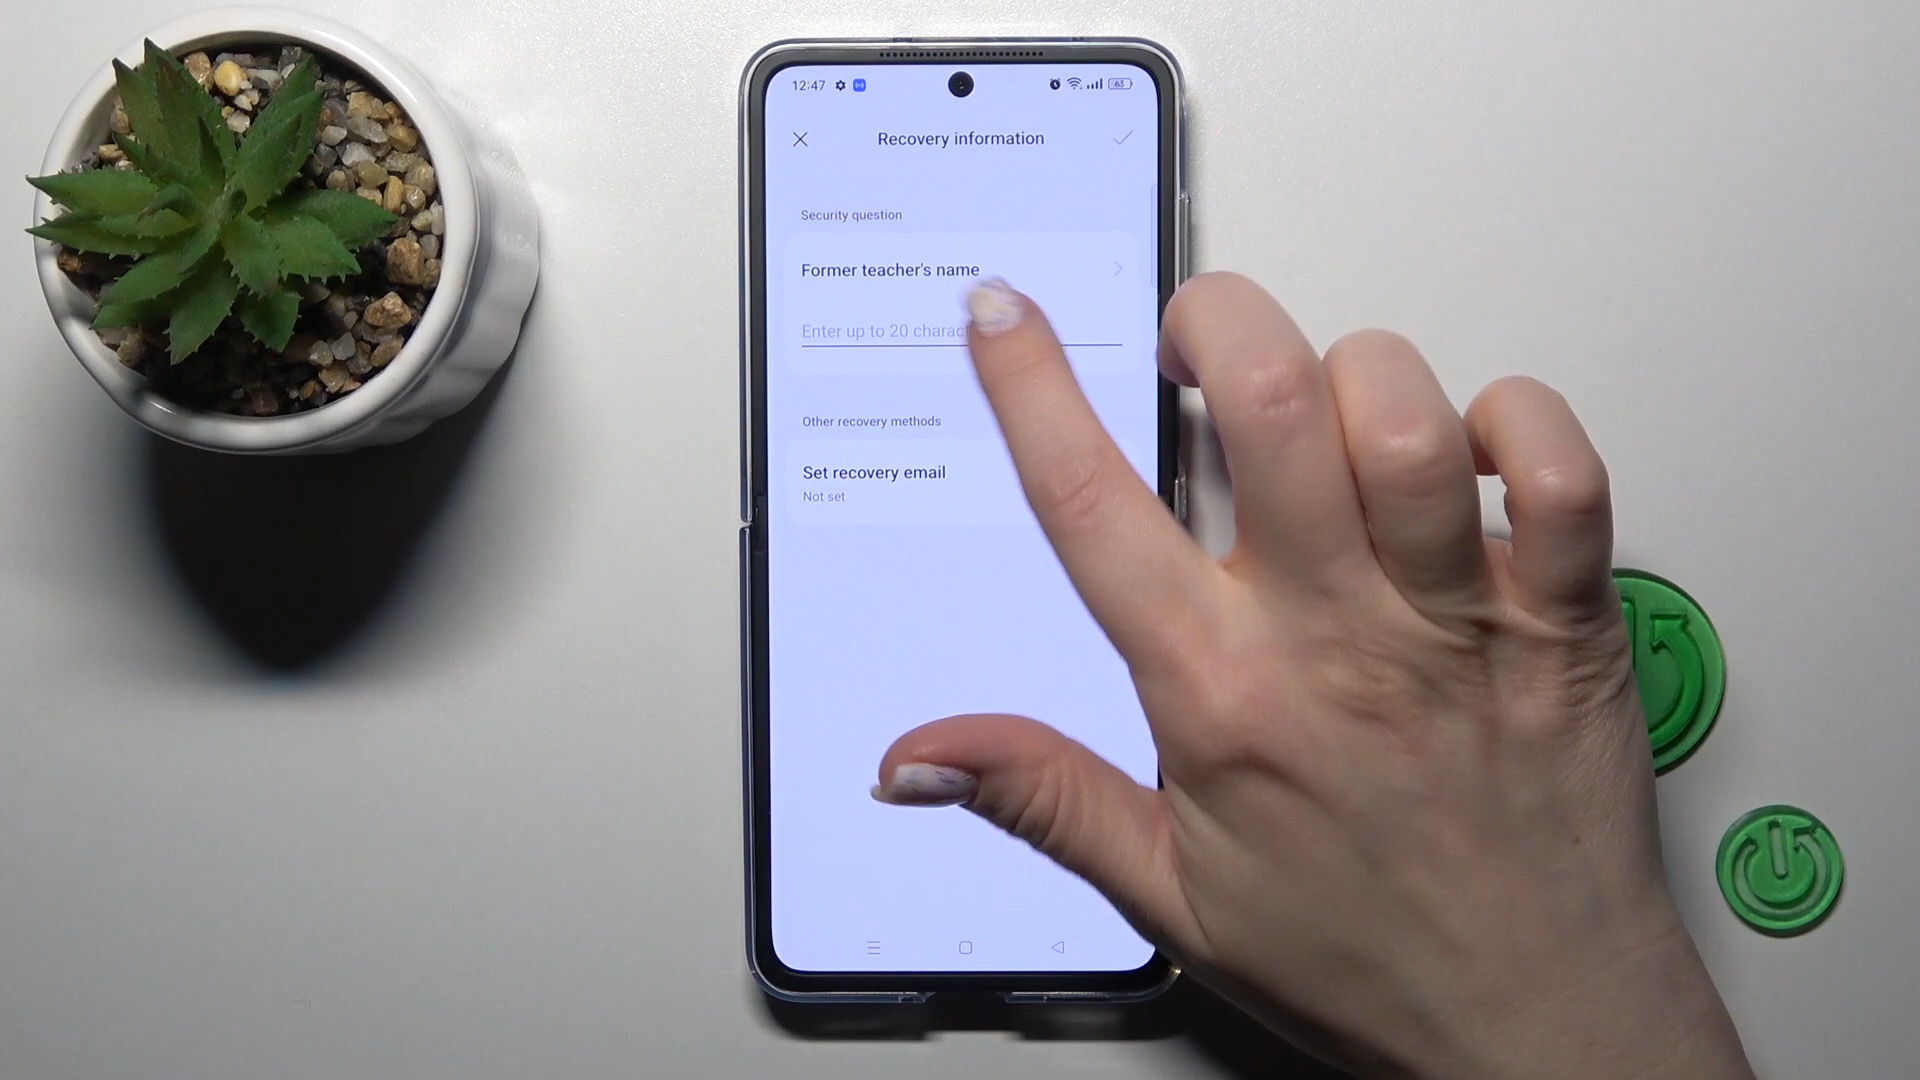 12:47
63
Recovery information
Security question
Former teacher's name
Enter up to 20
Other recovery methods
Set recovery email
Not set